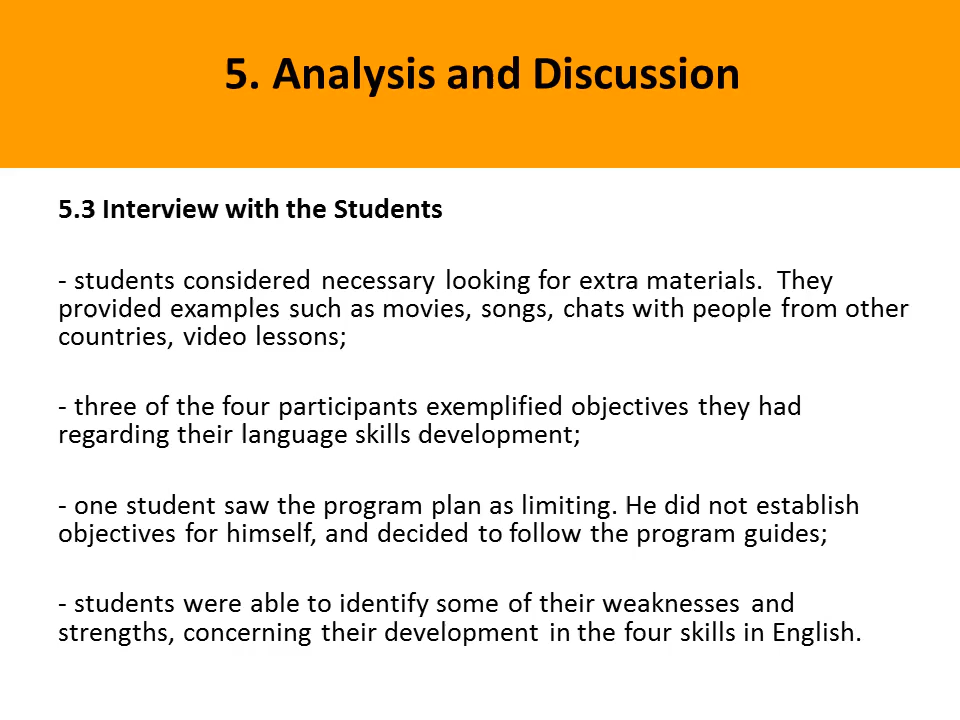 5. Analysis and Discussion
5.3 Interview with the Students
- students considered necessary looking for extra materials.  They
provided examples such as movies, songs, chats with people from other
countries, video lessons;
- three of the four participants exemplified objectives they had
regarding their language skills development;
- one student saw the program plan as limiting. He did not establish
objectives for himself, and decided to follow the program guides;
- students were able to identify some of their weaknesses and
strengths, concerning their development in the four skills in English.